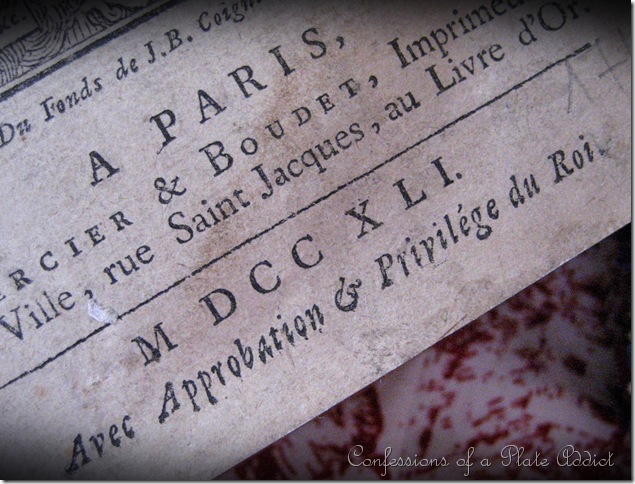 Du Fonds de J.B. Coign
A PARIS,
ERCIER & BOUDET, Imprimeu
Ville, rue Saint Jacques, au Livre d'Or.
M DCC XLI.
Avec Approbation & Privilége du Roi.
Confessions of a Plate Addict